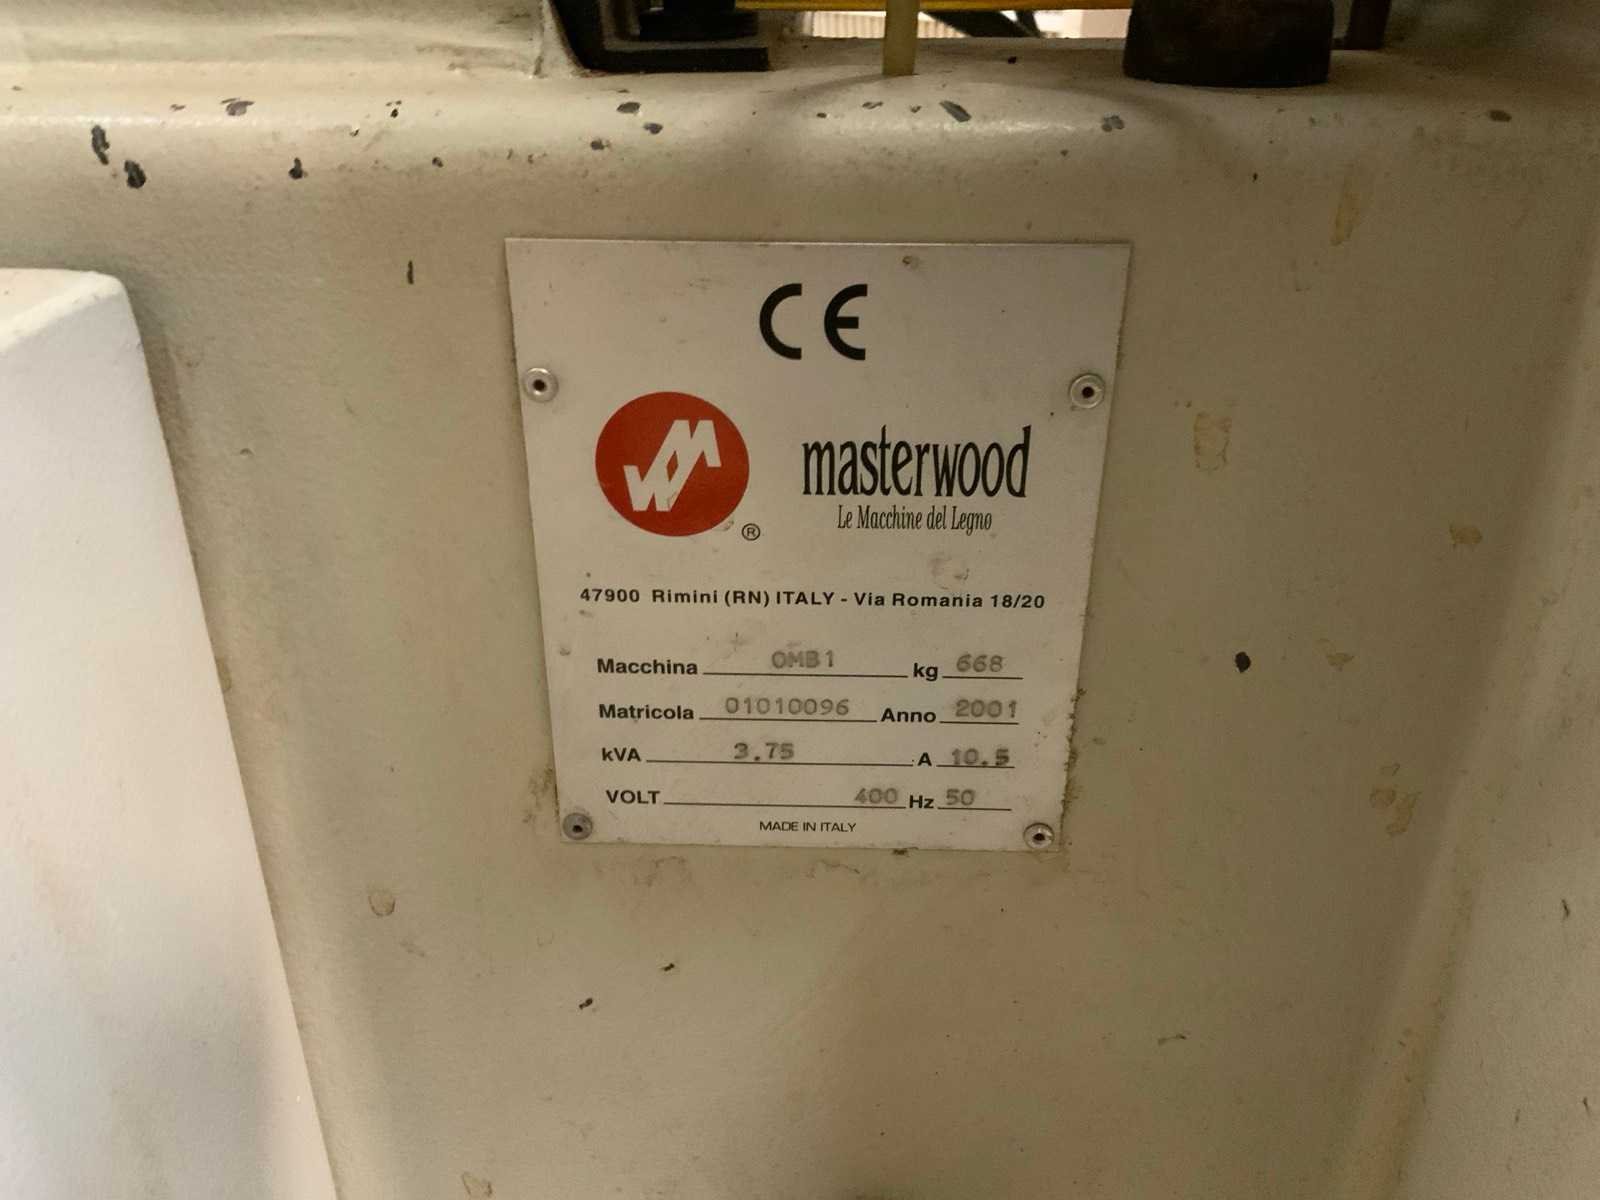 CE
®
masterwood
Le Macchine del Legno
47900 Rimini (RN) ITALY - Via Romania 18/20
Macchina OMB1 kg 668
Matricola 01010096 Anno 2001
kVA 3.75 A 10.5
VOLT 400 Hz 50
MADE IN ITALY